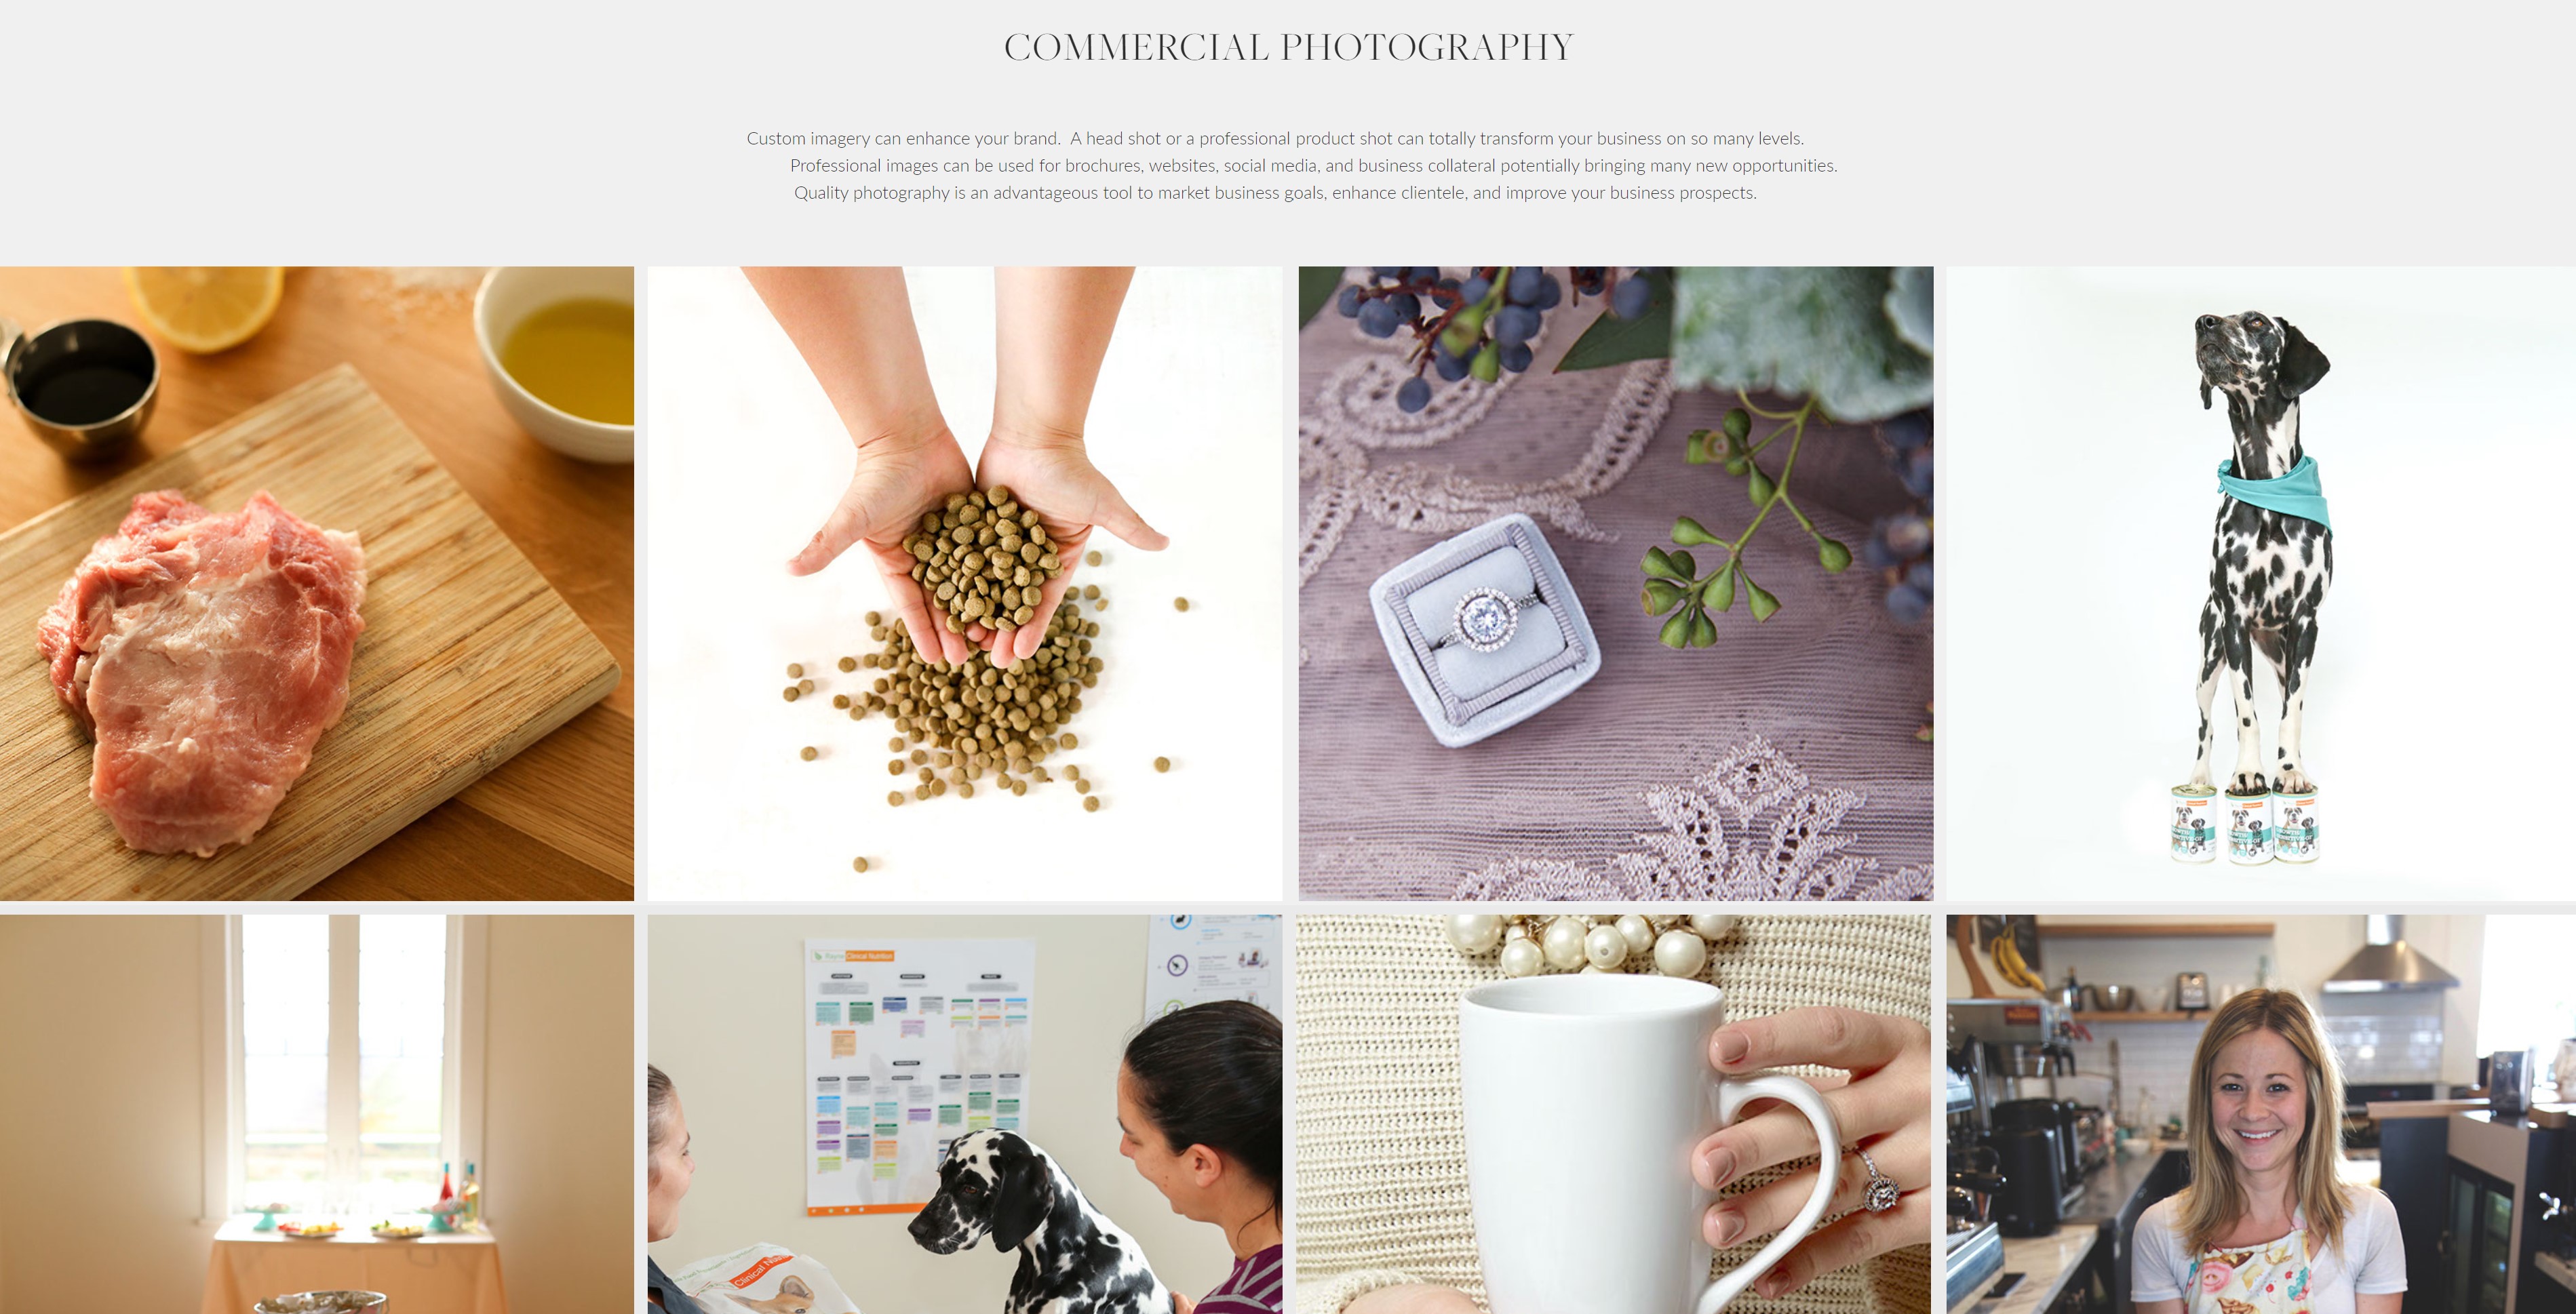 COMMERCIAL PHOTOGRAPHY
Custom imagery can enhance your brand.  A head shot or a professional product shot can totally transform your business on so many levels.
Professional images can be used for brochures, websites, social media, and business collateral potentially bringing many new opportunities.
Quality photography is an advantageous tool to market business goals, enhance clientele, and improve your business prospects.
Rayne Clinical Nutrition
Clinical Nu